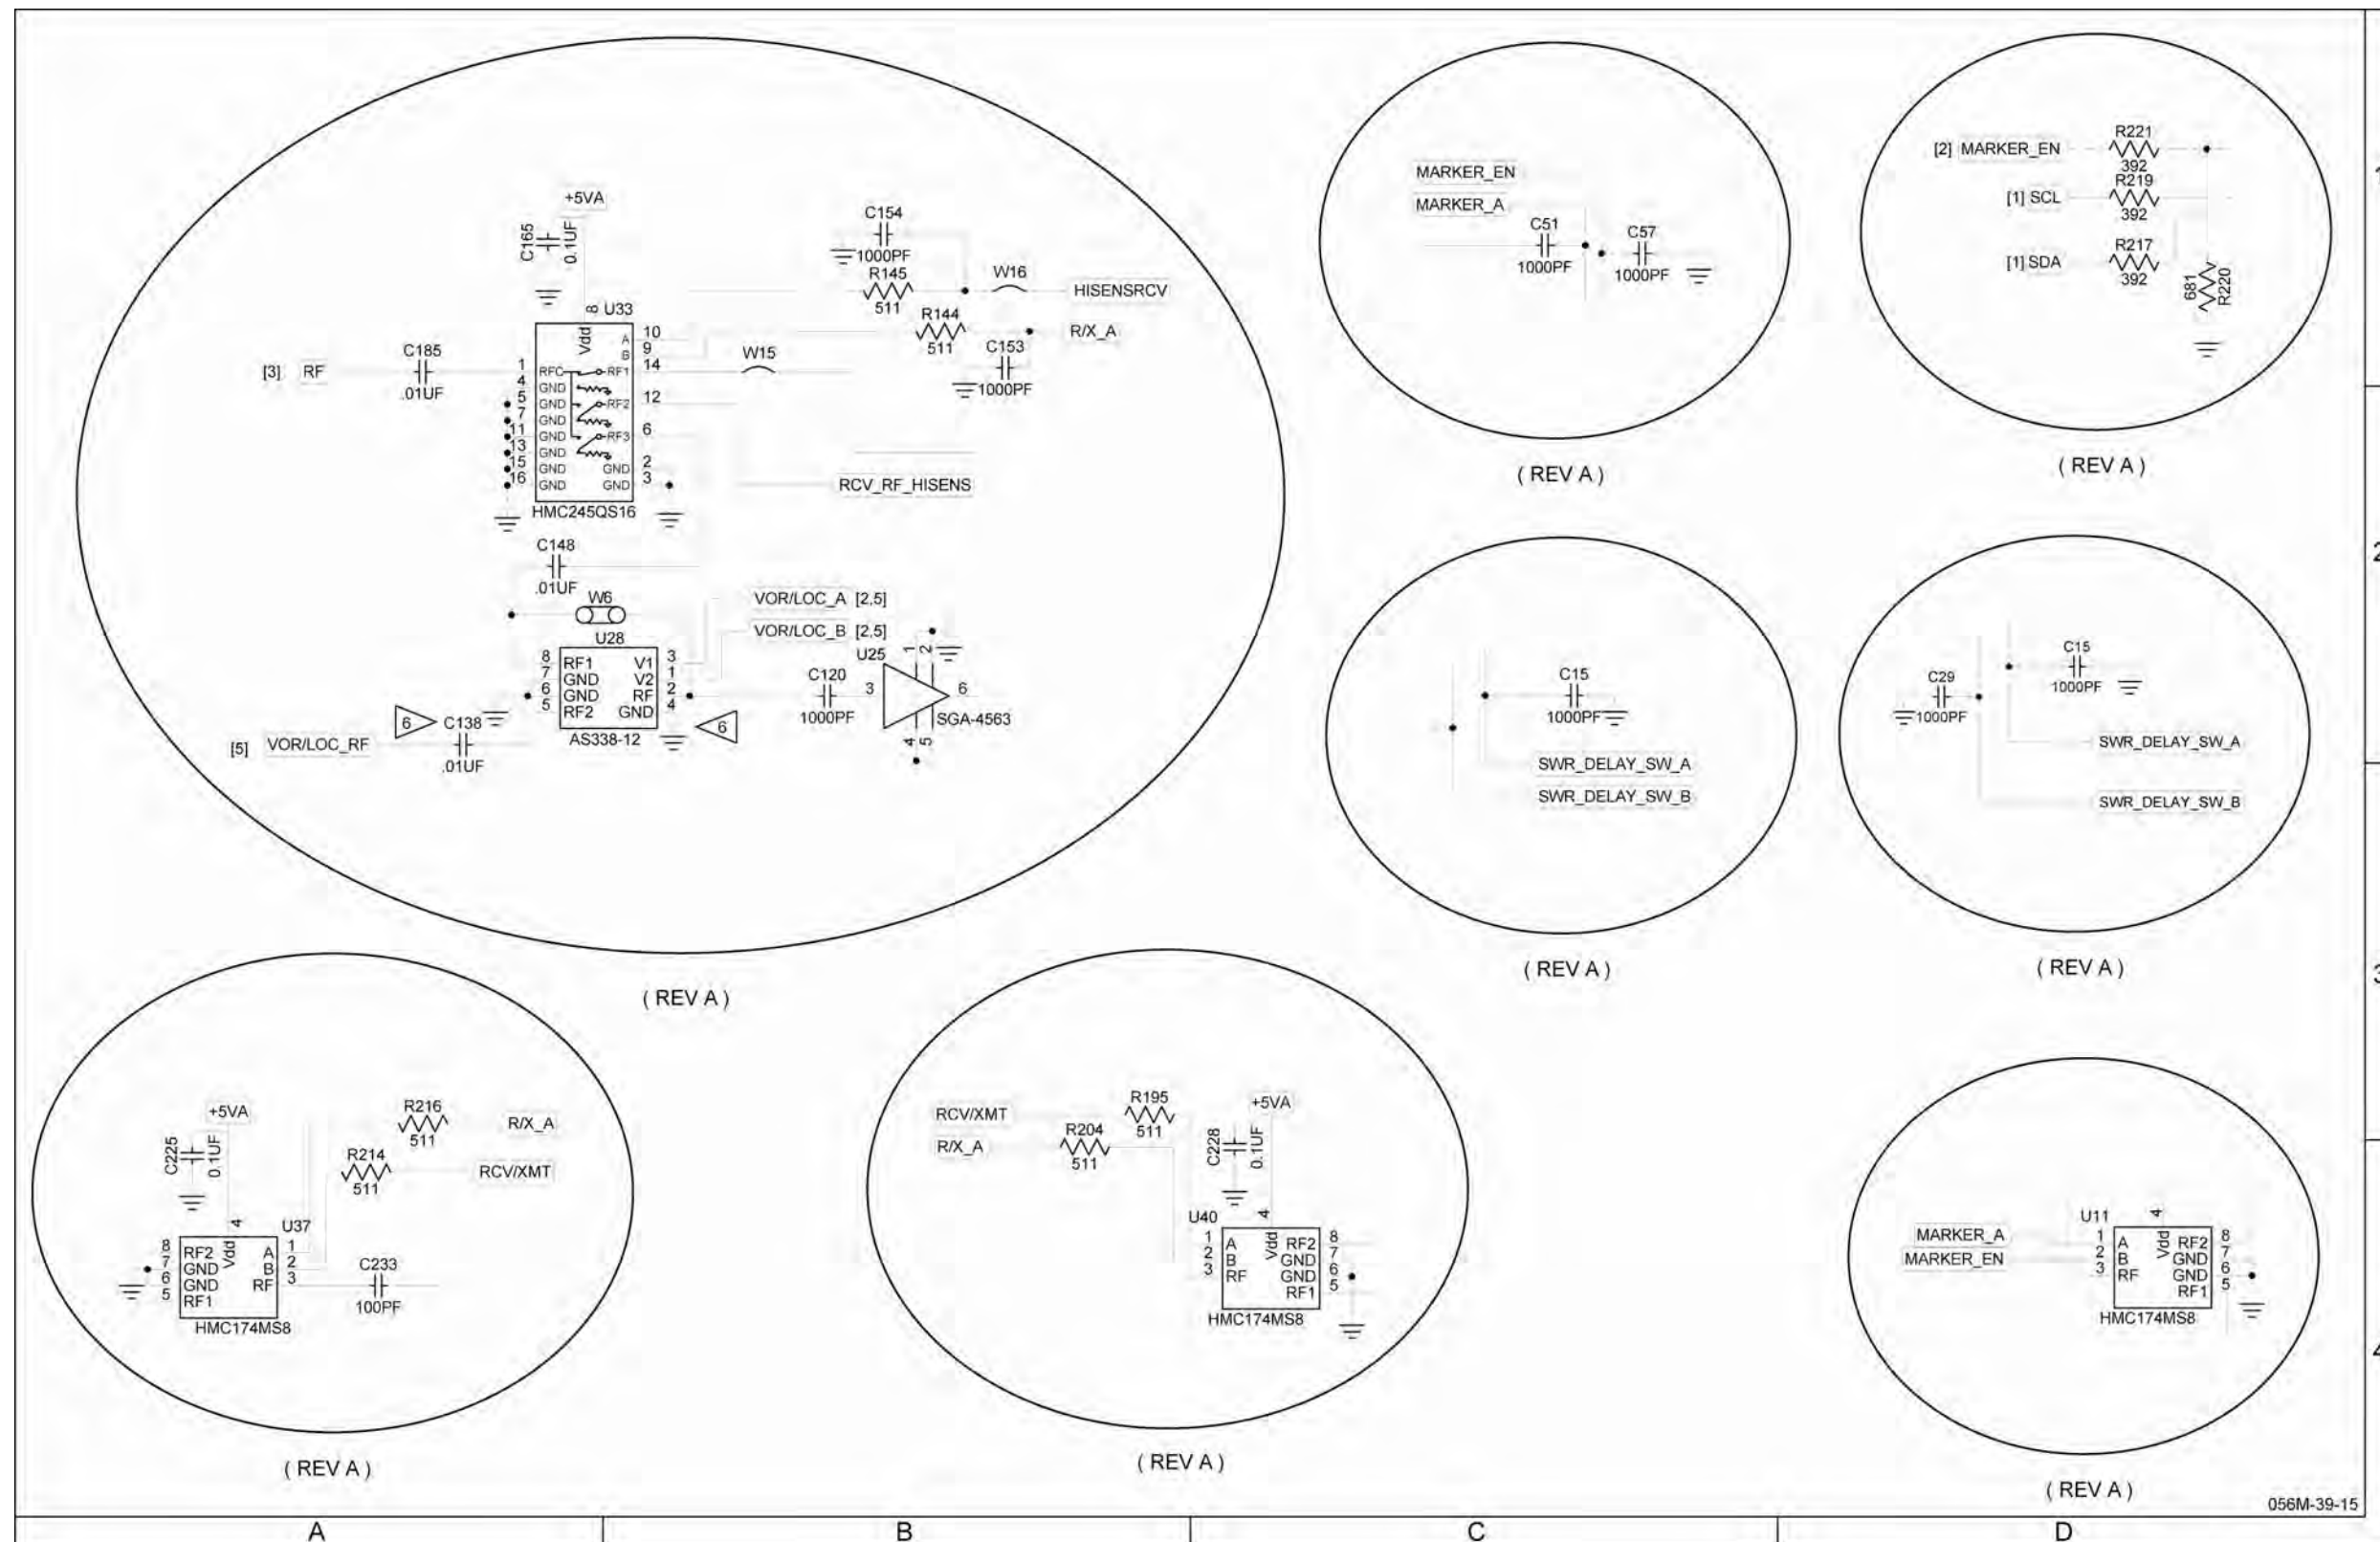 +5VA
C165
0.1UF
8 U33
Vdd
A 10
B 9
[3] RF
C185
.01UF
1 RFC RF1 14
4 GND
5 GND RF2 12
7 GND
11 GND RF3 6
13 GND
15 GND GND 2
16 GND GND 3
HMC245QS16
C154
1000PF
R145
511
W16
HISENSRCV
R144
511
R/X_A
C153
1000PF
W15
RCV_RF_HISENS
C148
.01UF
W6
U28
8 RF1 V1 3
7 GND V2 1
6 GND RF 2
5 RF2 GND 4
AS338-12
VOR/LOC_A [2,5]
VOR/LOC_B [2,5]
6
C138
.01UF
[5] VOR/LOC_RF
6
C120
1000PF
U25
1 2
3 6
SGA-4563
4 5
( REV A )
MARKER_EN
MARKER_A
C51
1000PF
C57
1000PF
( REV A )
[2] MARKER_EN
R221
392
[1] SCL
R219
392
[1] SDA
R217
392
681
R220
( REV A )
C15
1000PF
SWR_DELAY_SW_A
SWR_DELAY_SW_B
( REV A )
C29
1000PF
C15
1000PF
SWR_DELAY_SW_A
SWR_DELAY_SW_B
( REV A )
+5VA
C225
0.1UF
R216
511
R/X_A
R214
511
RCV/XMT
4 U37
Vdd
8 RF2 A 1
7 GND B 2
6 GND RF 3
5 RF1
HMC174MS8
C233
100PF
( REV A )
RCV/XMT
R195
511
R/X_A
R204
511
+5VA
C228
0.1UF
U40 4
Vdd
1 A RF2 8
2 B GND 7
3 RF GND 6
RF1 5
HMC174MS8
( REV A )
MARKER_A
MARKER_EN
U11 4
Vdd
1 A RF2 8
2 B GND 7
3 RF GND 6
RF1 5
HMC174MS8
( REV A )
056M-39-15
1
2
3
4
A B C D